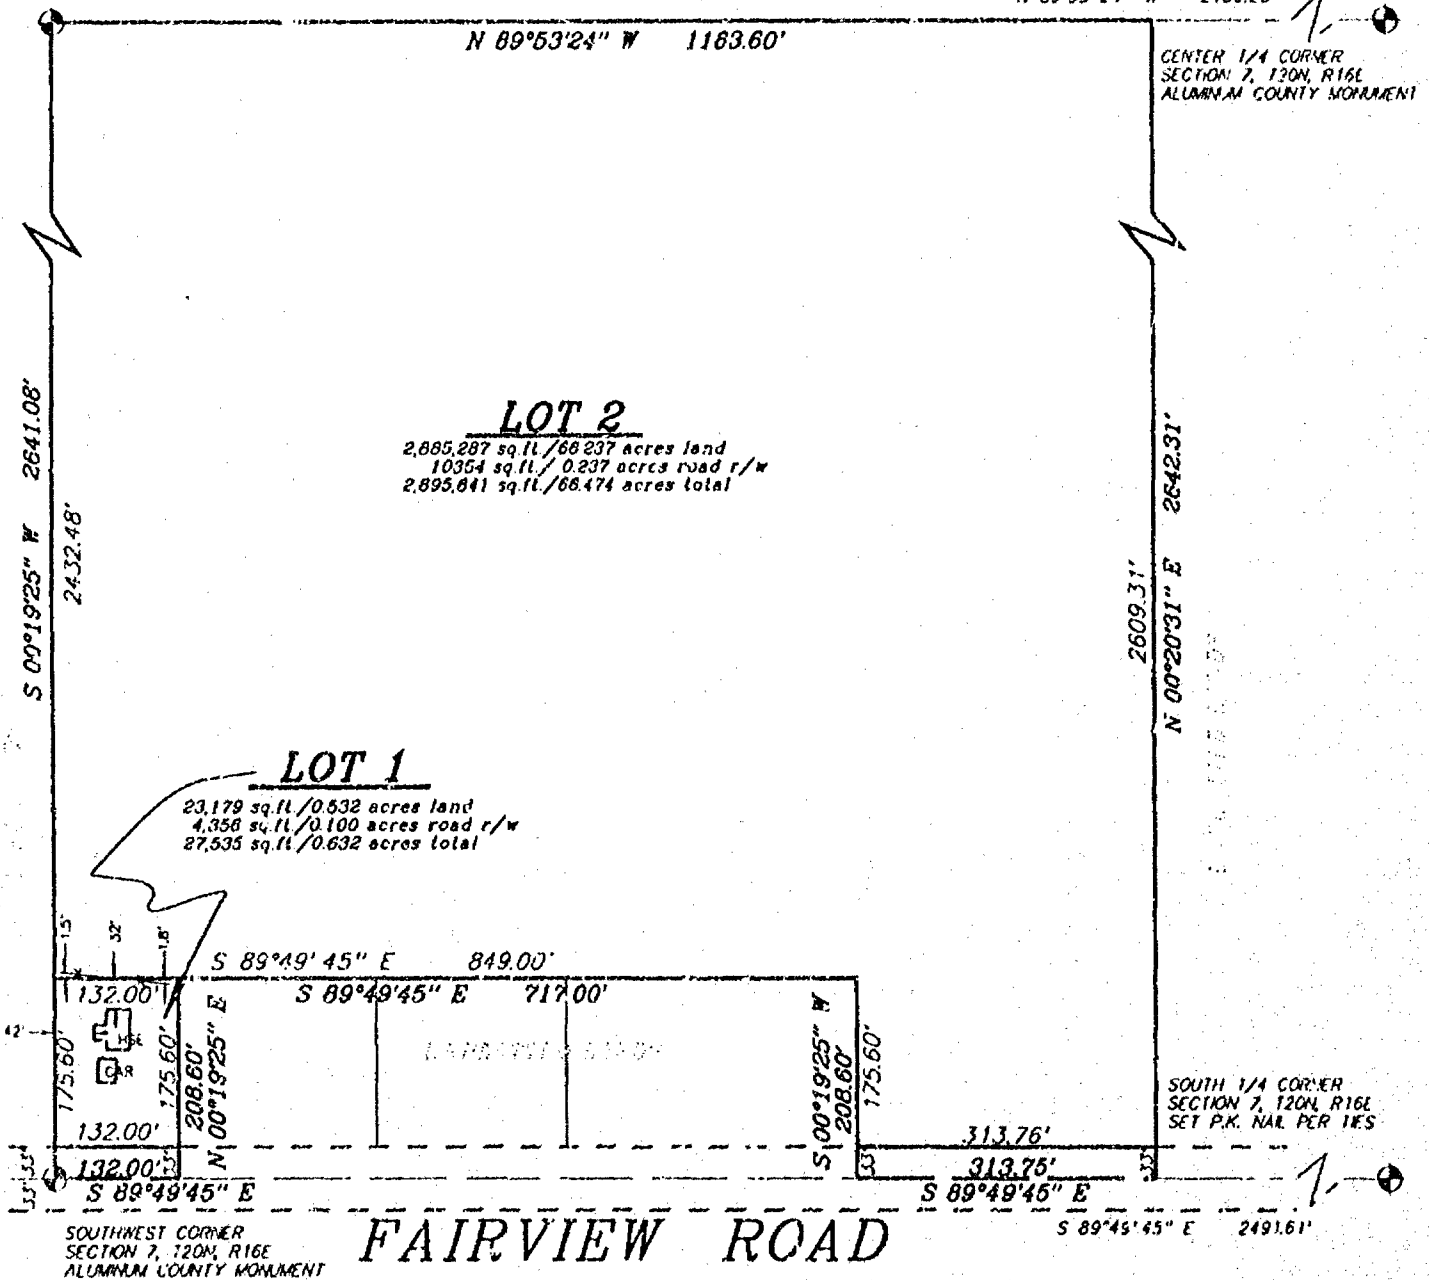 N 89°53'24" W 1163.60'
CENTER 1/4 CORNER
SECTION 7, T20N, R16E
ALUMINUM COUNTY MONUMENT
S 00°19'25" W 2641.08'
2432.48'
LOT 2
2,885,287 sq.ft./66.237 acres land
10354 sq.ft./ 0.237 acres road r/w
2,895,641 sq.ft./66.474 acres total
2609.31'
N 00°20'31" E 2642.31'
LOT 1
23,179 sq.ft./0.532 acres land
4,356 sq.ft./0.100 acres road r/w
27,535 sq.ft./0.632 acres total
1.5'
32'
1.8'
S 89°49'45" E 849.00'
132.00'
S 89°49'45" E 717.00'
42'
HSE
GAR
175.60'
175.60'
208.60'
N 00°19'25" E
S 00°19'25" W
208.60'
175.60'
SOUTH 1/4 CORNER
SECTION 7, T20N, R16E
SET P.K. NAIL PER TIES
132.00'
313.76'
33'
33'
132.00'
33'
33'
313.75'
33'
S 89°49'45" E
S 89°49'45" E
SOUTHWEST CORNER
SECTION 7, T20N, R16E
ALUMINUM COUNTY MONUMENT
FAIRVIEW ROAD
S 89°49'45" E 2491.61'